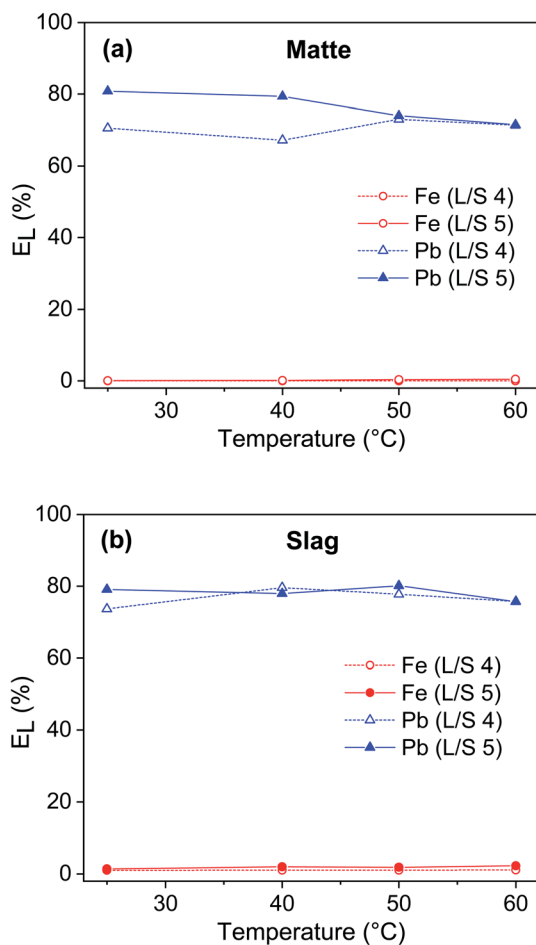 100
(a)
Matte
80
60
40
20
0
E_L (%)
Fe (L/S 4)
Fe (L/S 5)
Pb (L/S 4)
Pb (L/S 5)
30 40 50 60
Temperature (°C)
100
(b)
Slag
80
60
40
20
0
E_L (%)
Fe (L/S 4)
Fe (L/S 5)
Pb (L/S 4)
Pb (L/S 5)
30 40 50 60
Temperature (°C)